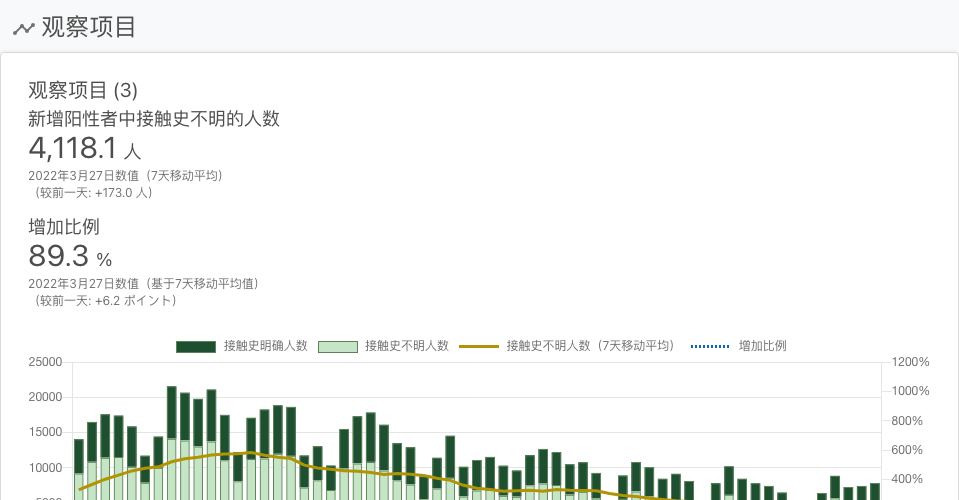 观察项目
观察项目 (3)
新增阳性者中接触史不明的人数
4,118.1 人
2022年3月27日数值（7天移动平均）
（较前一天: +173.0 人）
增加比例
89.3 %
2022年3月27日数值（基于7天移动平均值）
（较前一天: +6.2 ポイント）
接触史明确人数 接触史不明人数 接触史不明人数（7天移动平均） 增加比例
25000 1200%
20000 1000%
15000 800%
600%
10000 400%